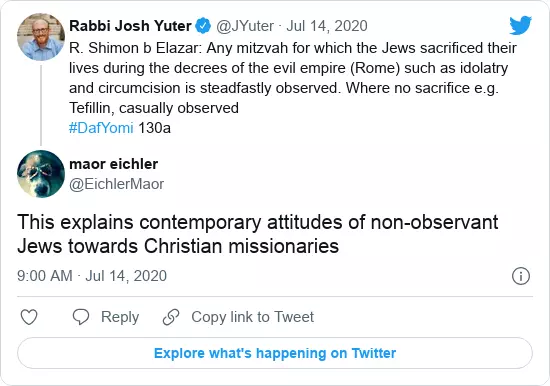 Rabbi Josh Yuter @JYuter · Jul 14, 2020
R. Shimon b Elazar: Any mitzvah for which the Jews sacrificed their
lives during the decrees of the evil empire (Rome) such as idolatry
and circumcision is steadfastly observed. Where no sacrifice e.g.
Tefillin, casually observed
#DafYomi 130a
maor eichler
@EichlerMaor
This explains contemporary attitudes of non-observant
Jews towards Christian missionaries
9:00 AM · Jul 14, 2020
Reply Copy link to Tweet
Explore what's happening on Twitter